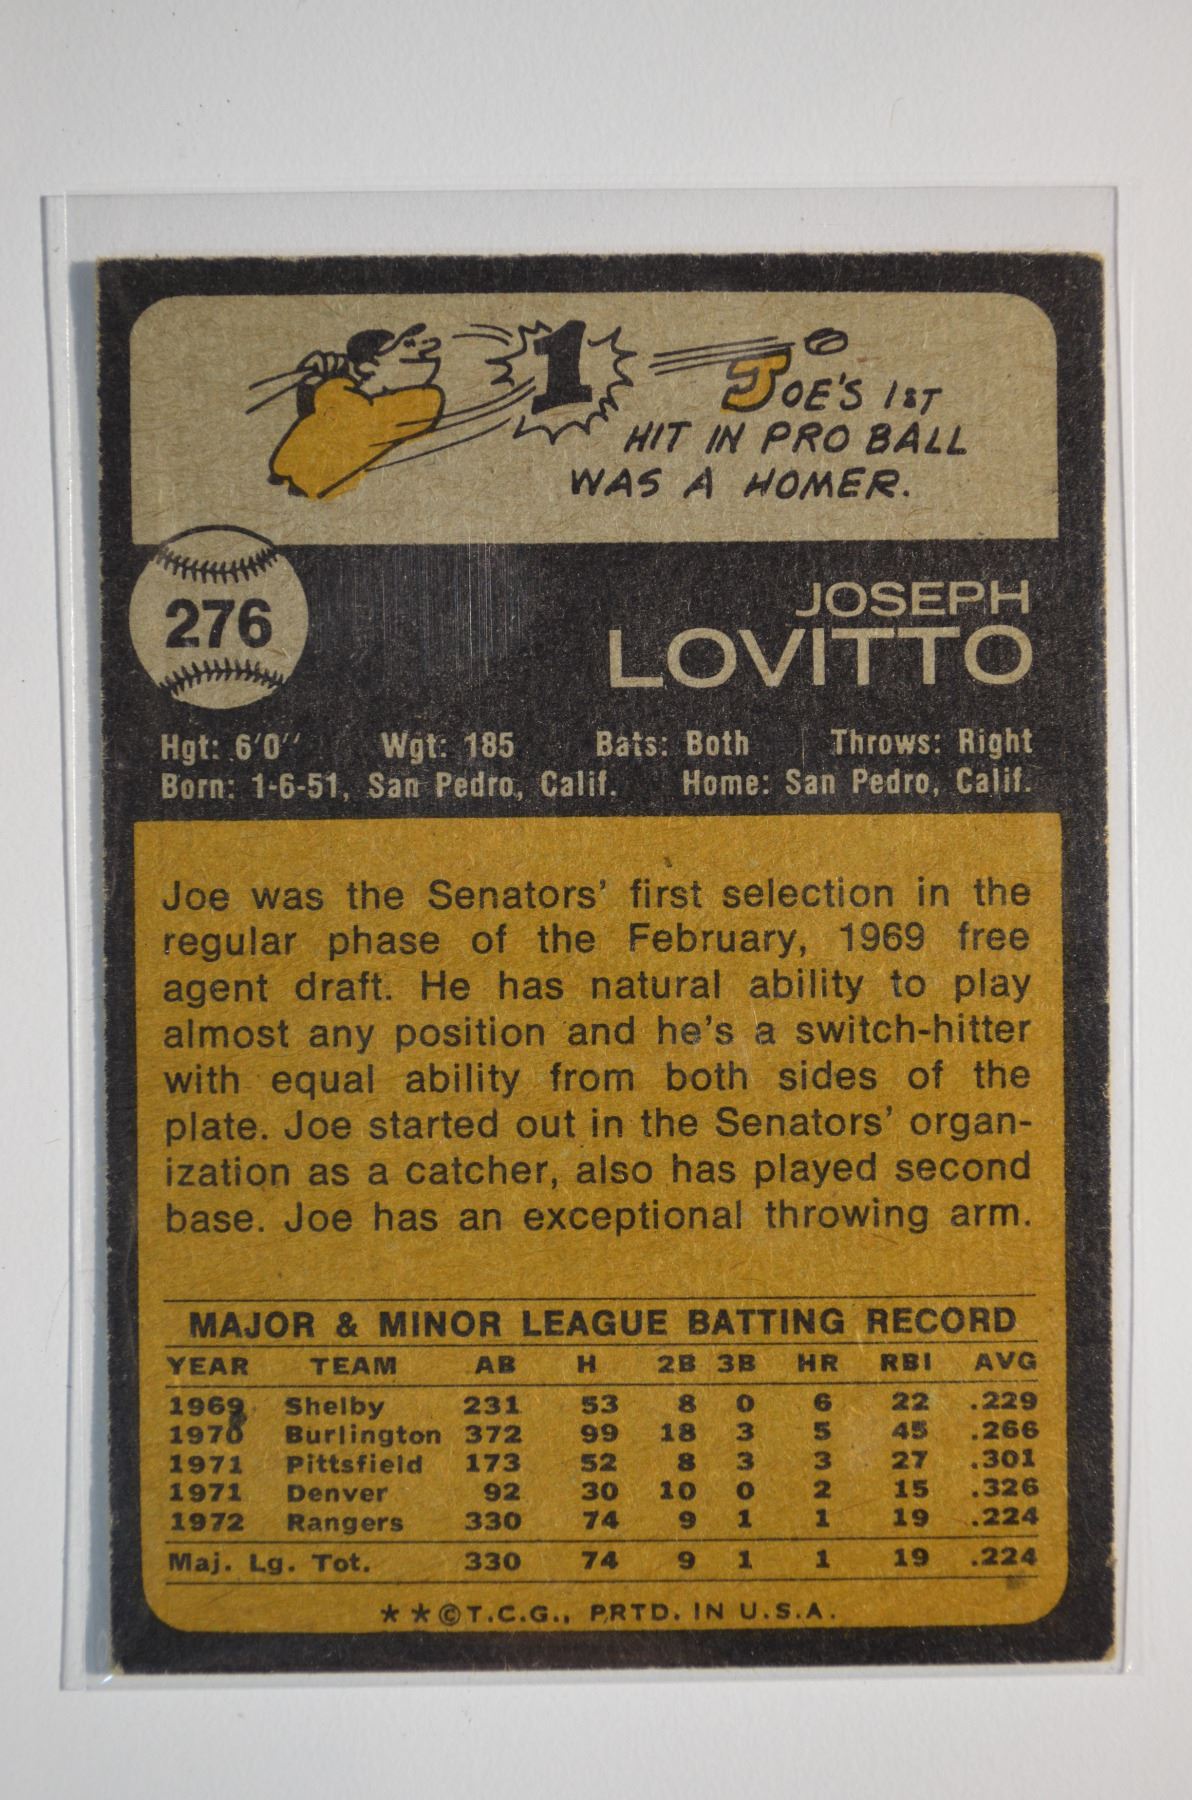 1
JOE'S 1ST
HIT IN PRO BALL
WAS A HOMER.
276
JOSEPH
LOVITTO
Hgt: 6'0'' Wgt: 185 Bats: Both Throws: Right
Born: 1-6-51, San Pedro, Calif. Home: San Pedro, Calif.
Joe was the Senators' first selection in the
regular phase of the February, 1969 free
agent draft. He has natural ability to play
almost any position and he's a switch-hitter
with equal ability from both sides of the
plate. Joe started out in the Senators' organ-
ization as a catcher, also has played second
base. Joe has an exceptional throwing arm.
MAJOR & MINOR LEAGUE BATTING RECORD
YEAR TEAM AB H 2B 3B HR RBI AVG
1969 Shelby 231 53 8 0 6 22 .229
1970 Burlington 372 99 18 3 5 45 .266
1971 Pittsfield 173 52 8 3 3 27 .301
1971 Denver 92 30 10 0 2 15 .326
1972 Rangers 330 74 9 1 1 19 .224
Maj. Lg. Tot. 330 74 9 1 1 19 .224
**©T.C.G., PRTD. IN U.S.A.